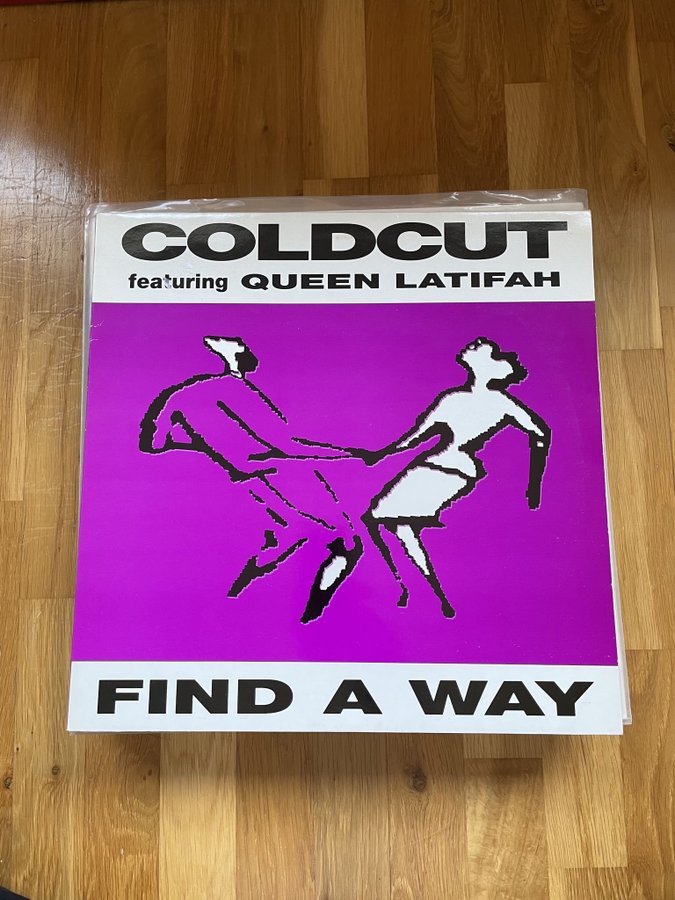 COLDCUT
featuring QUEEN LATIFAH
FIND A WAY